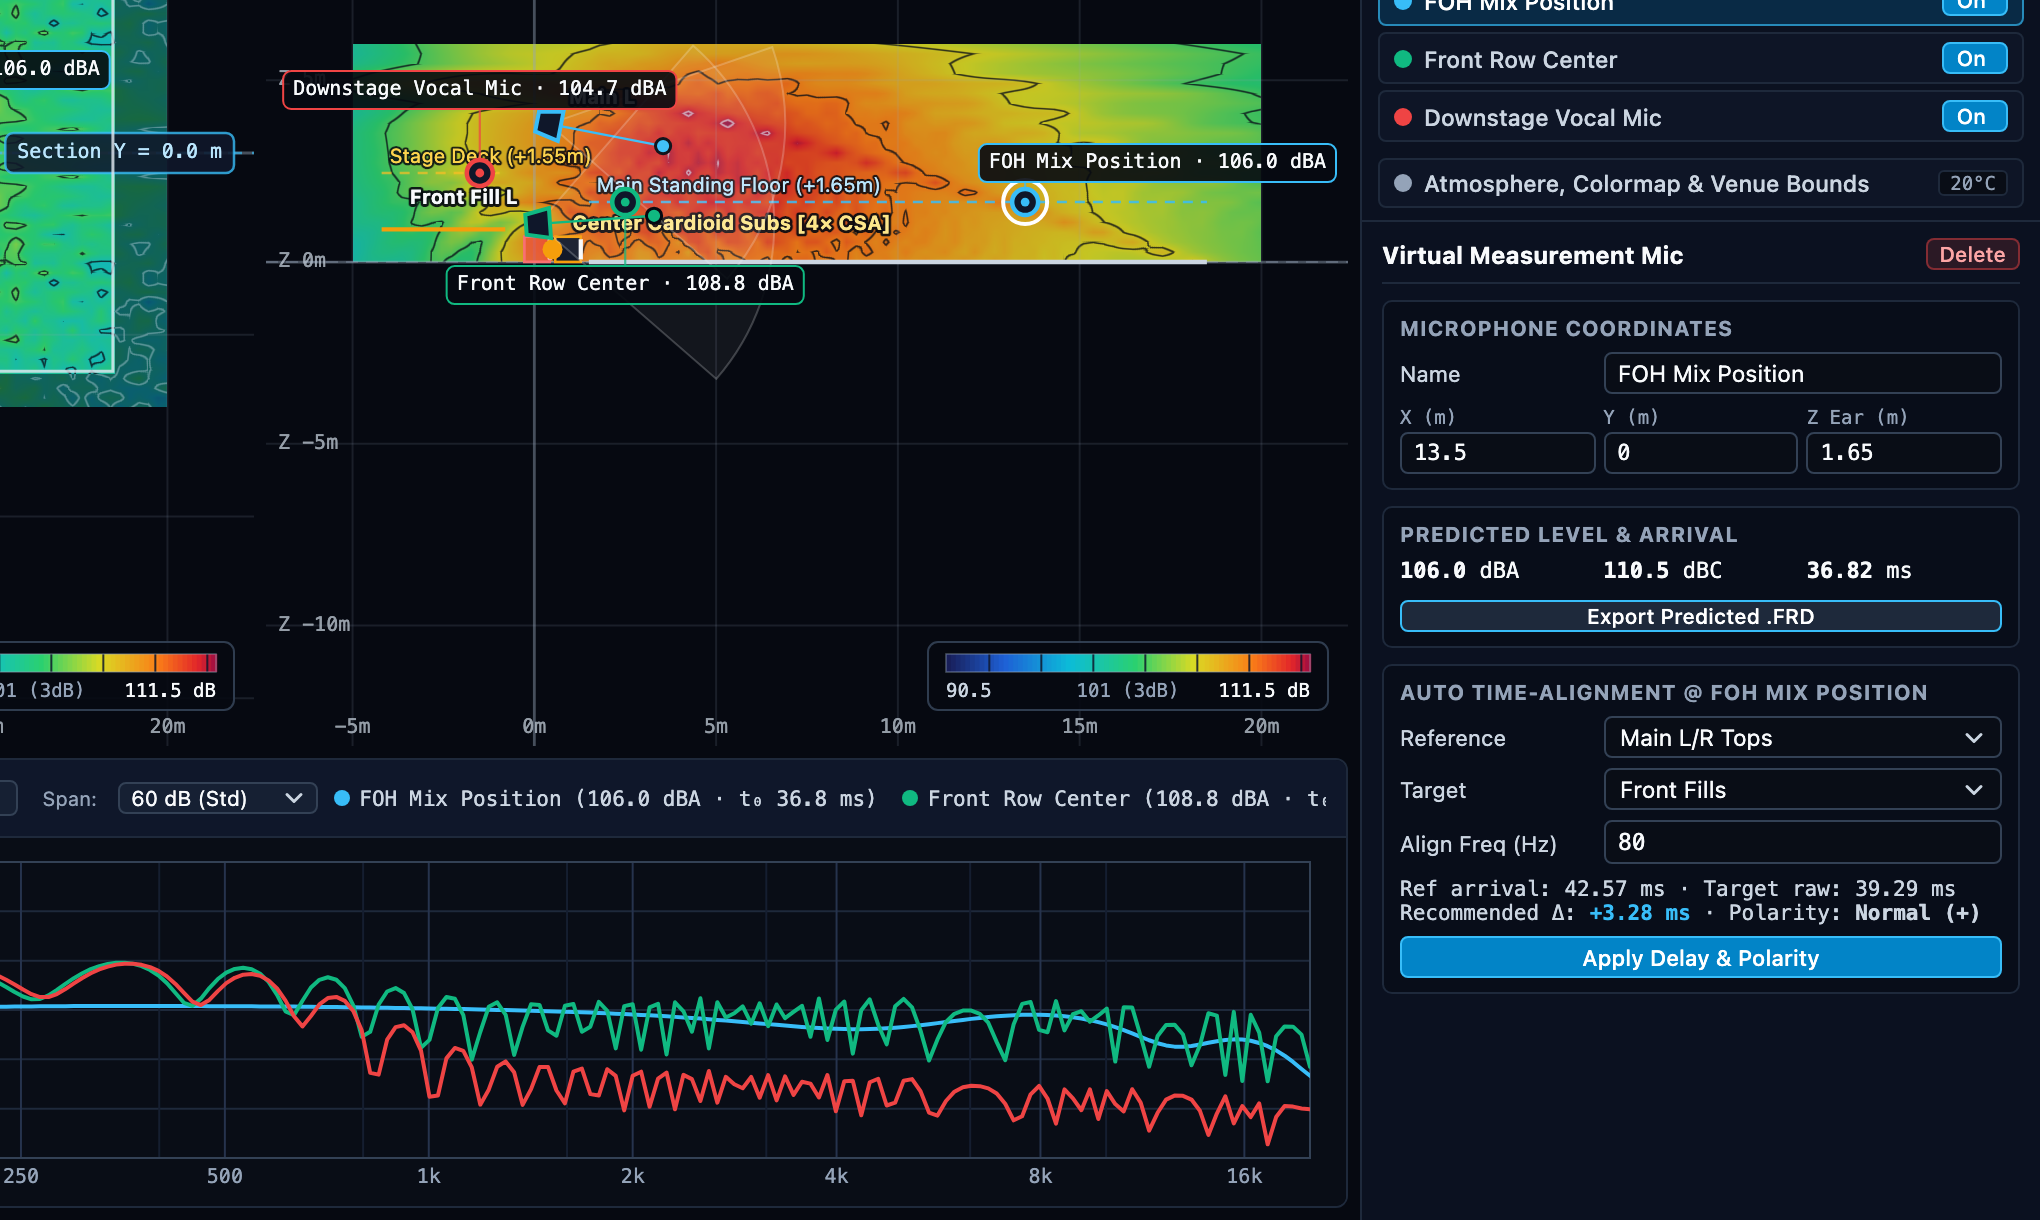 FOH Mix Position On
Front Row Center On
Downstage Vocal Mic On
Atmosphere, Colormap & Venue Bounds 20°C
106.0 dBA
Section Y = 0.0 m
Downstage Vocal Mic · 104.7 dBA
Main L
Stage Deck (+1.55m)
Front Fill L
Main Standing Floor (+1.65m)
Center Cardioid Subs [4× CSA]
FOH Mix Position · 106.0 dBA
Front Row Center · 108.8 dBA
Z 0m
Z −5m
Z −10m
(3dB) 111.5 dB
20m
90.5 101 (3dB) 111.5 dB
−5m 0m 5m 10m 15m 20m
Virtual Measurement Mic Delete
MICROPHONE COORDINATES
Name FOH Mix Position
X (m) Y (m) Z Ear (m)
13.5 0 1.65
PREDICTED LEVEL & ARRIVAL
106.0 dBA 110.5 dBC 36.82 ms
Export Predicted .FRD
AUTO TIME-ALIGNMENT @ FOH MIX POSITION
Reference Main L/R Tops
Target Front Fills
Align Freq (Hz) 80
Ref arrival: 42.57 ms · Target raw: 39.29 ms
Recommended Δ: +3.28 ms · Polarity: Normal (+)
Apply Delay & Polarity
Span: 60 dB (Std) FOH Mix Position (106.0 dBA · t₀ 36.8 ms) Front Row Center (108.8 dBA ·
250 500 1k 2k 4k 8k 16k